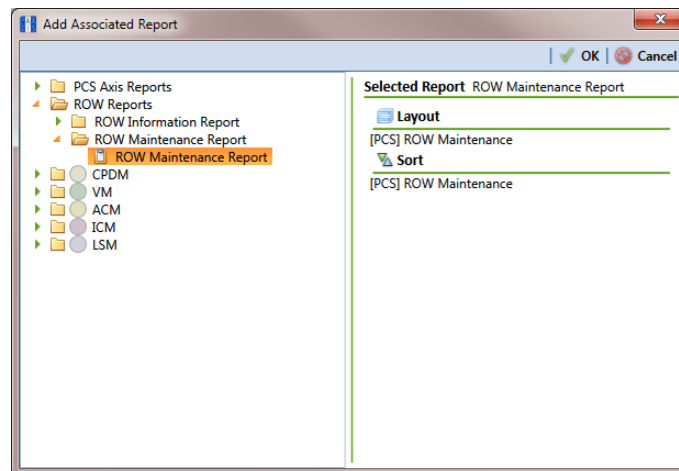 Add Associated Report
OK
Cancel
PCS Axis Reports
ROW Reports
ROW Information Report
ROW Maintenance Report
ROW Maintenance Report
CPDM
VM
ACM
ICM
LSM
Selected Report ROW Maintenance Report
Layout
[PCS] ROW Maintenance
Sort
[PCS] ROW Maintenance